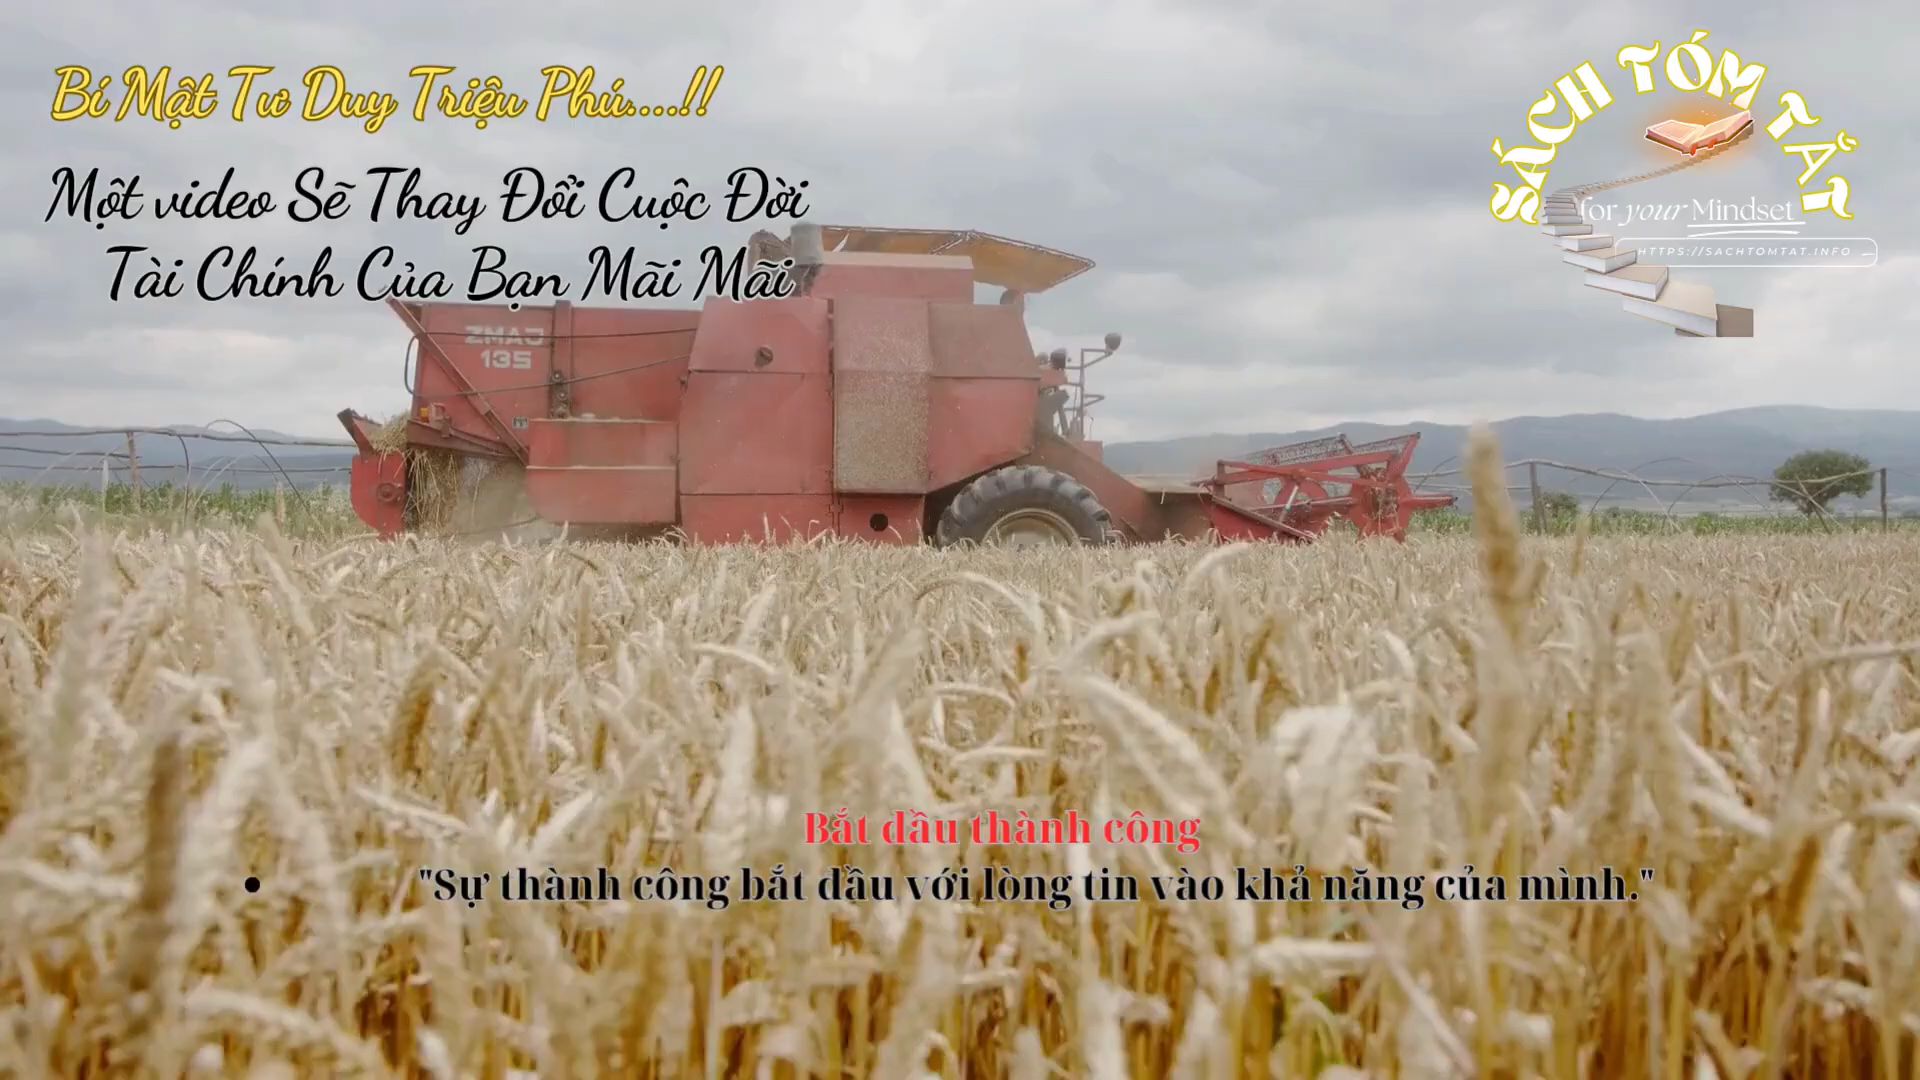 Bí Mật Tư Duy Triệu Phú....!!
Một video Sẽ Thay Đổi Cuộc Đời
Tài Chính Của Bạn Mãi Mãi
SÁCH TÓM TẮT
for your Mindset
HTTPS://SACHTOMTAT.INFO
ZMAJ
135
Bắt đầu thành công
• "Sự thành công bắt đầu với lòng tin vào khả năng của mình."